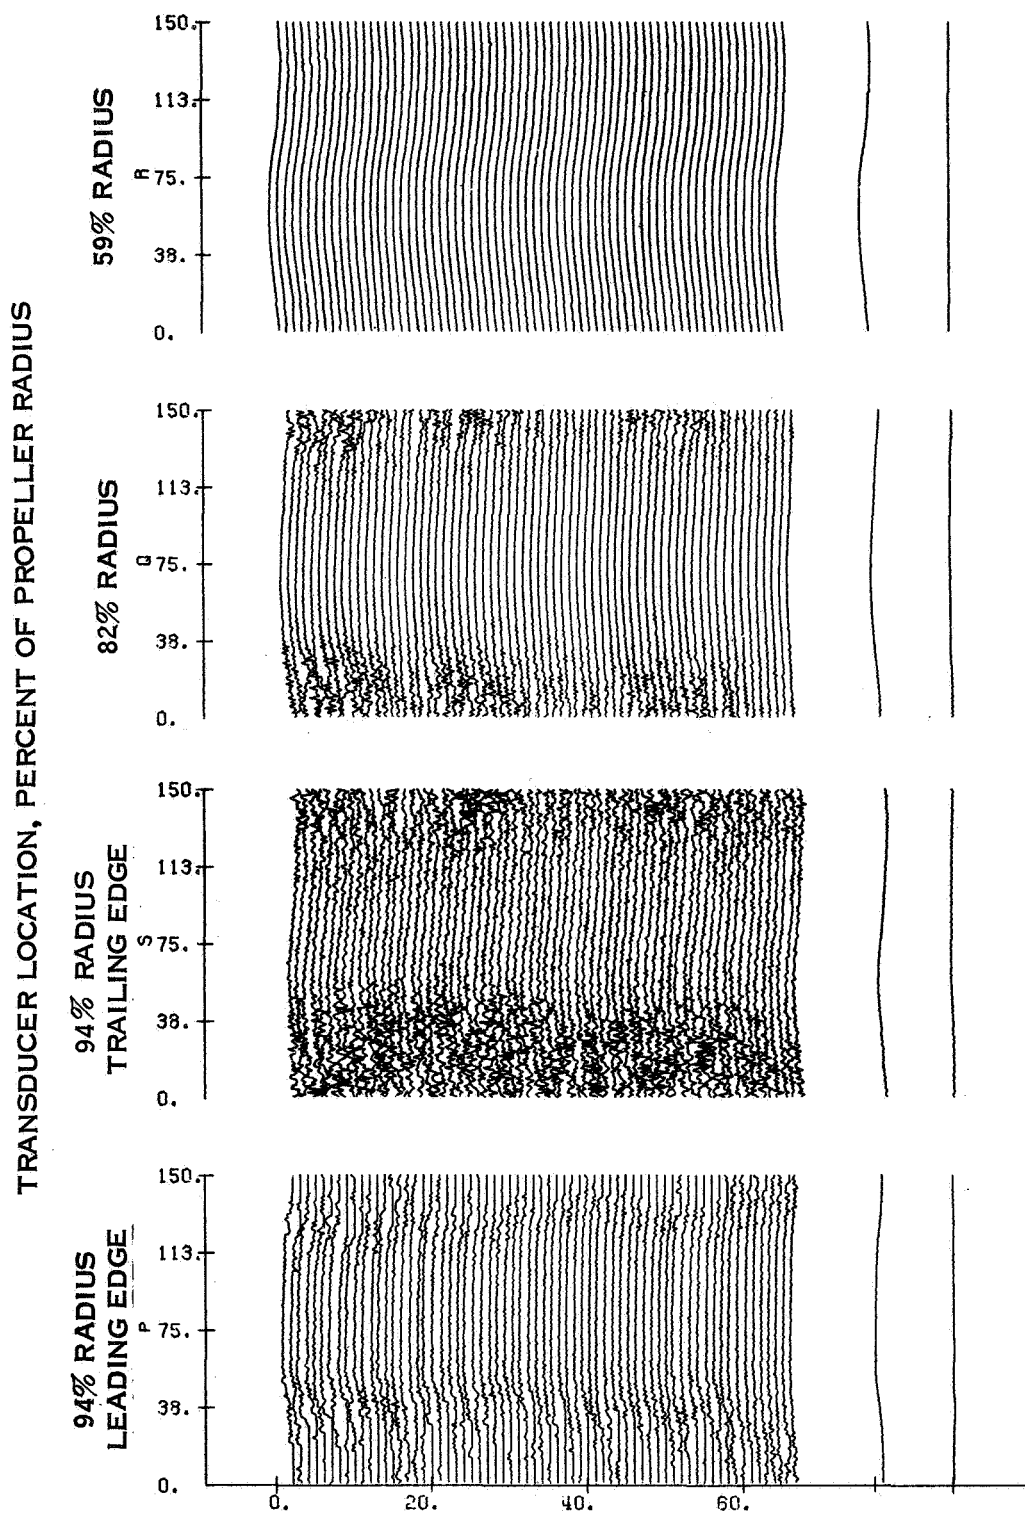 TRANSDUCER LOCATION, PERCENT OF PROPELLER RADIUS
59% RADIUS
R
150.
113.
75.
38.
0.
82% RADIUS
Q
150.
113.
75.
38.
0.
94% RADIUS
TRAILING EDGE
S
150.
113.
75.
38.
0.
94% RADIUS
LEADING EDGE
P
150.
113.
75.
38.
0.
0. 20. 40. 60.